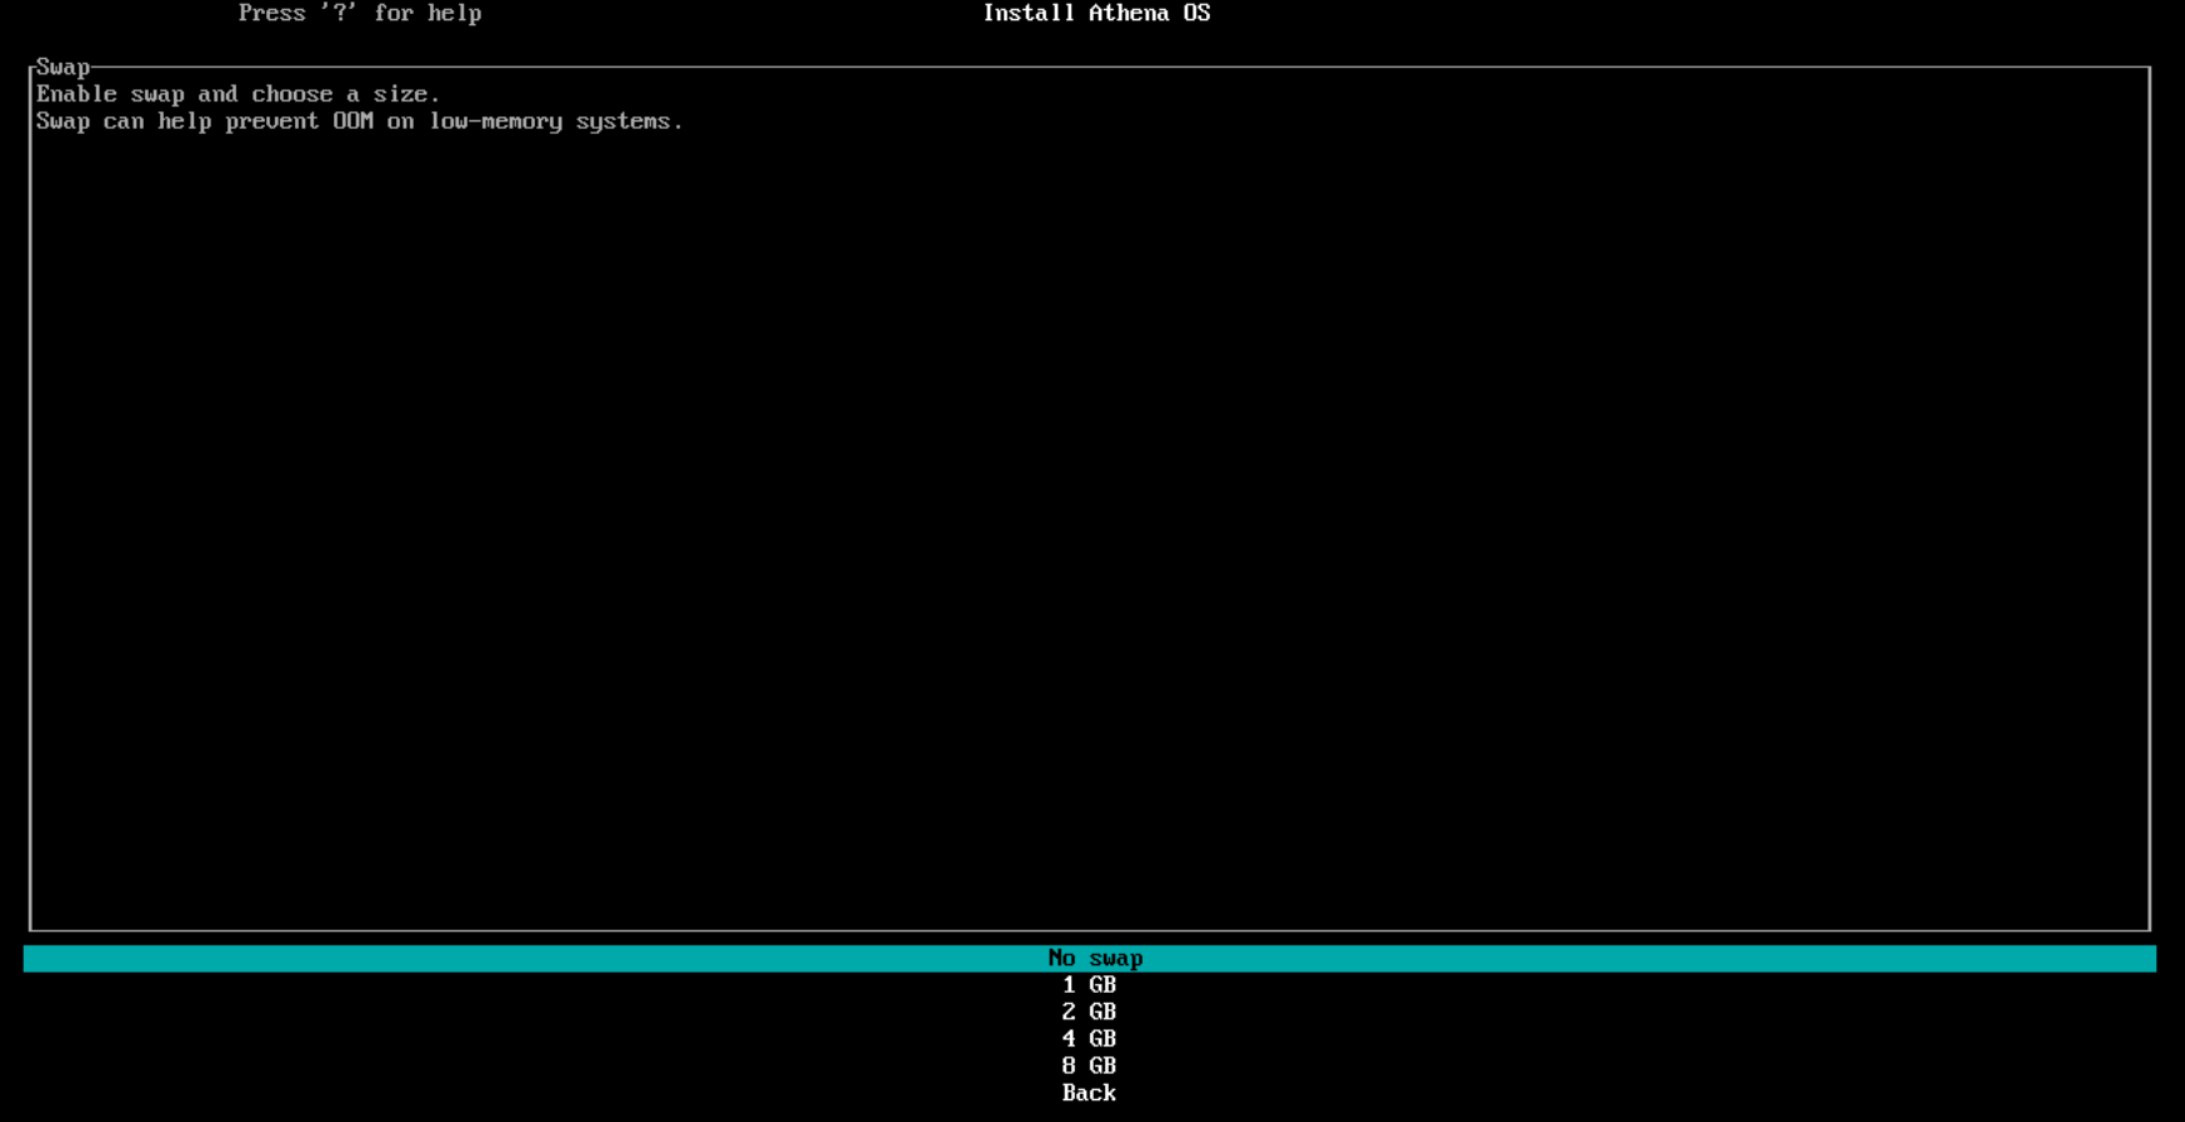 Press '?' for help
Install Athena OS
Swap
Enable swap and choose a size.
Swap can help prevent OOM on low-memory systems.
No swap
1 GB
2 GB
4 GB
8 GB
Back